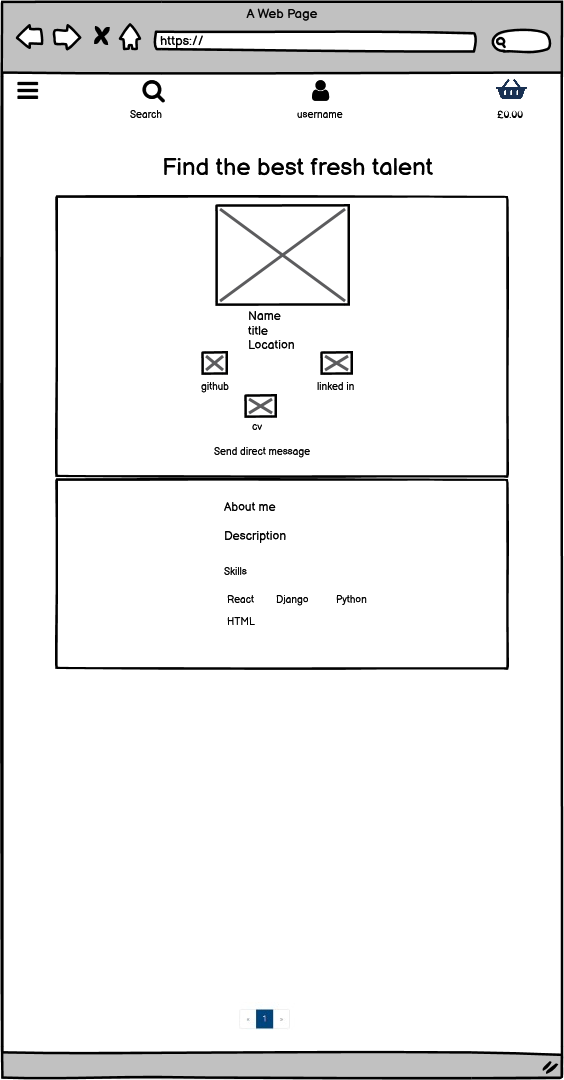 A Web Page
https://
Search username £0.00
Find the best fresh talent
Name
title
Location
github linked in
cv
Send direct message
About me
Description
Skills
React Django Python
HTML
« 1 »